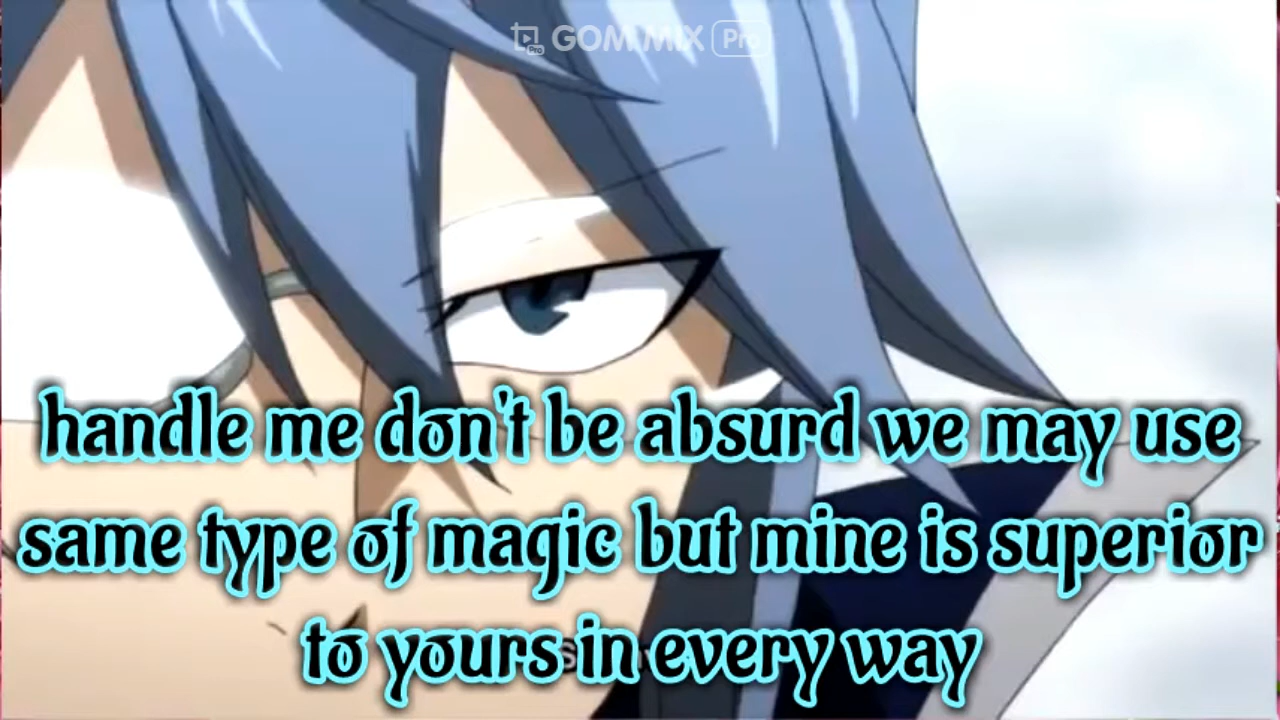 GOM MIX Pro
handle me don't be absurd we may use
same type of magic but mine is superior
to yours in every way